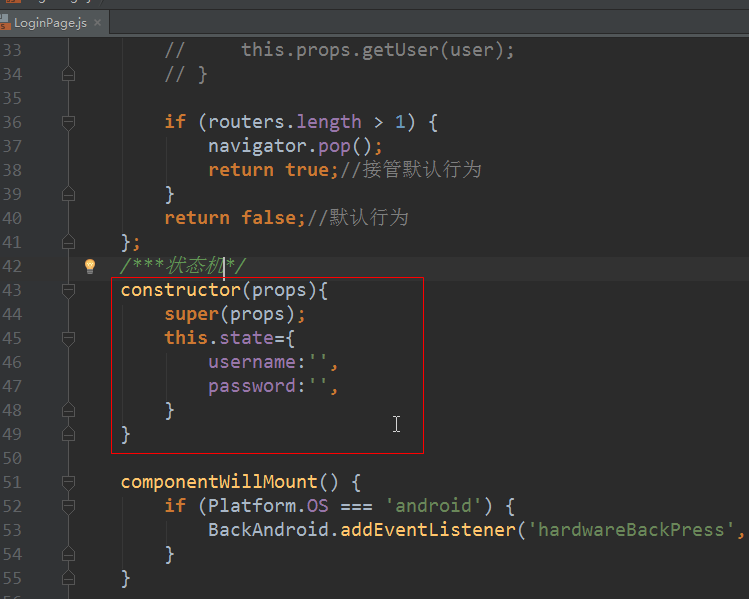 LoginPage.js ×
33 //     this.props.getUser(user);
34 // }
35
36 if (routers.length > 1) {
37     navigator.pop();
38     return true;//接管默认行为
39 }
40 return false;//默认行为
41 };
42 /***状态机*/
43 constructor(props){
44     super(props);
45     this.state={
46         username:'',
47         password:'',
48     }
49 }
50
51 componentWillMount() {
52     if (Platform.OS === 'android') {
53         BackAndroid.addEventListener('hardwareBackPress',
54     }
55 }